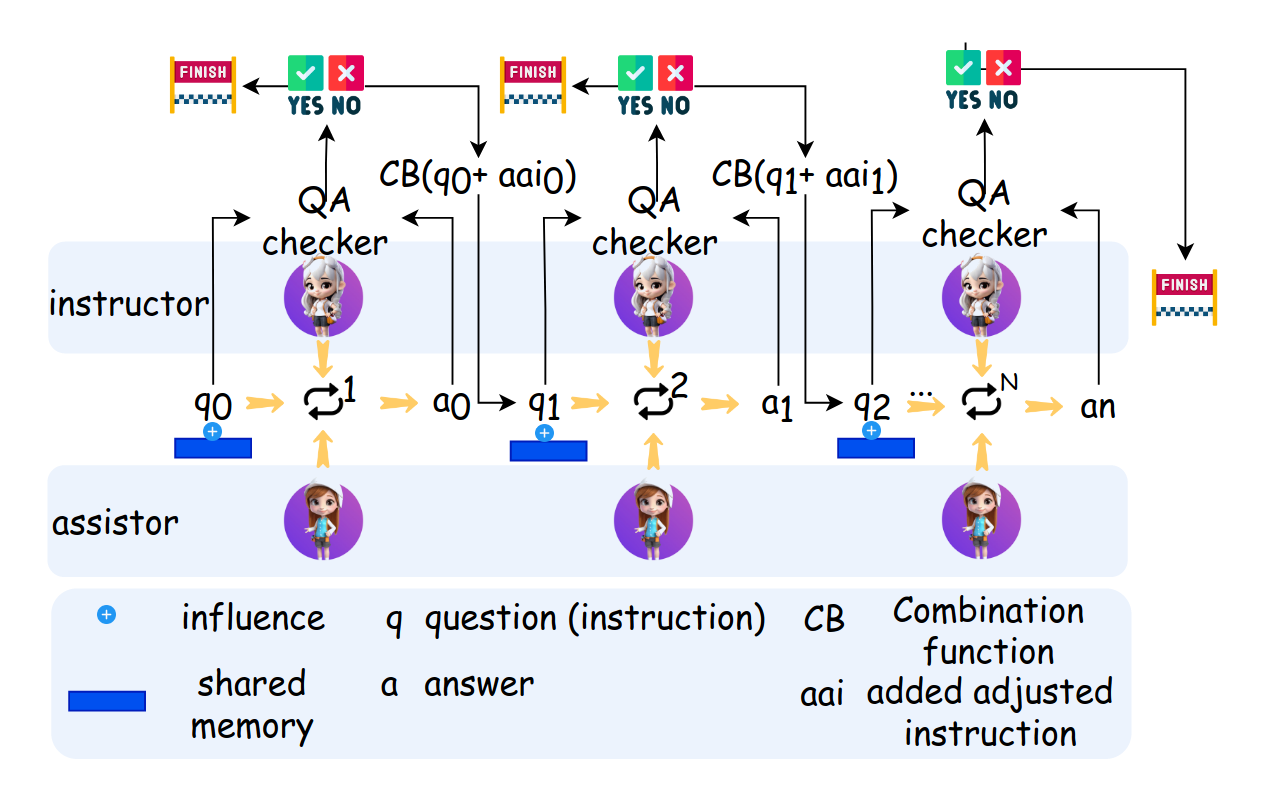 FINISH
YES NO
FINISH
YES NO
YES NO
CB(q0+ aai0)
CB(q1+ aai1)
QA
checker
QA
checker
QA
checker
instructor
FINISH
q0
1
a0
q1
2
a1
q2
...
N
an
assistor
influence
q question (instruction)
CB Combination
function
shared
memory
a answer
aai added adjusted
instruction